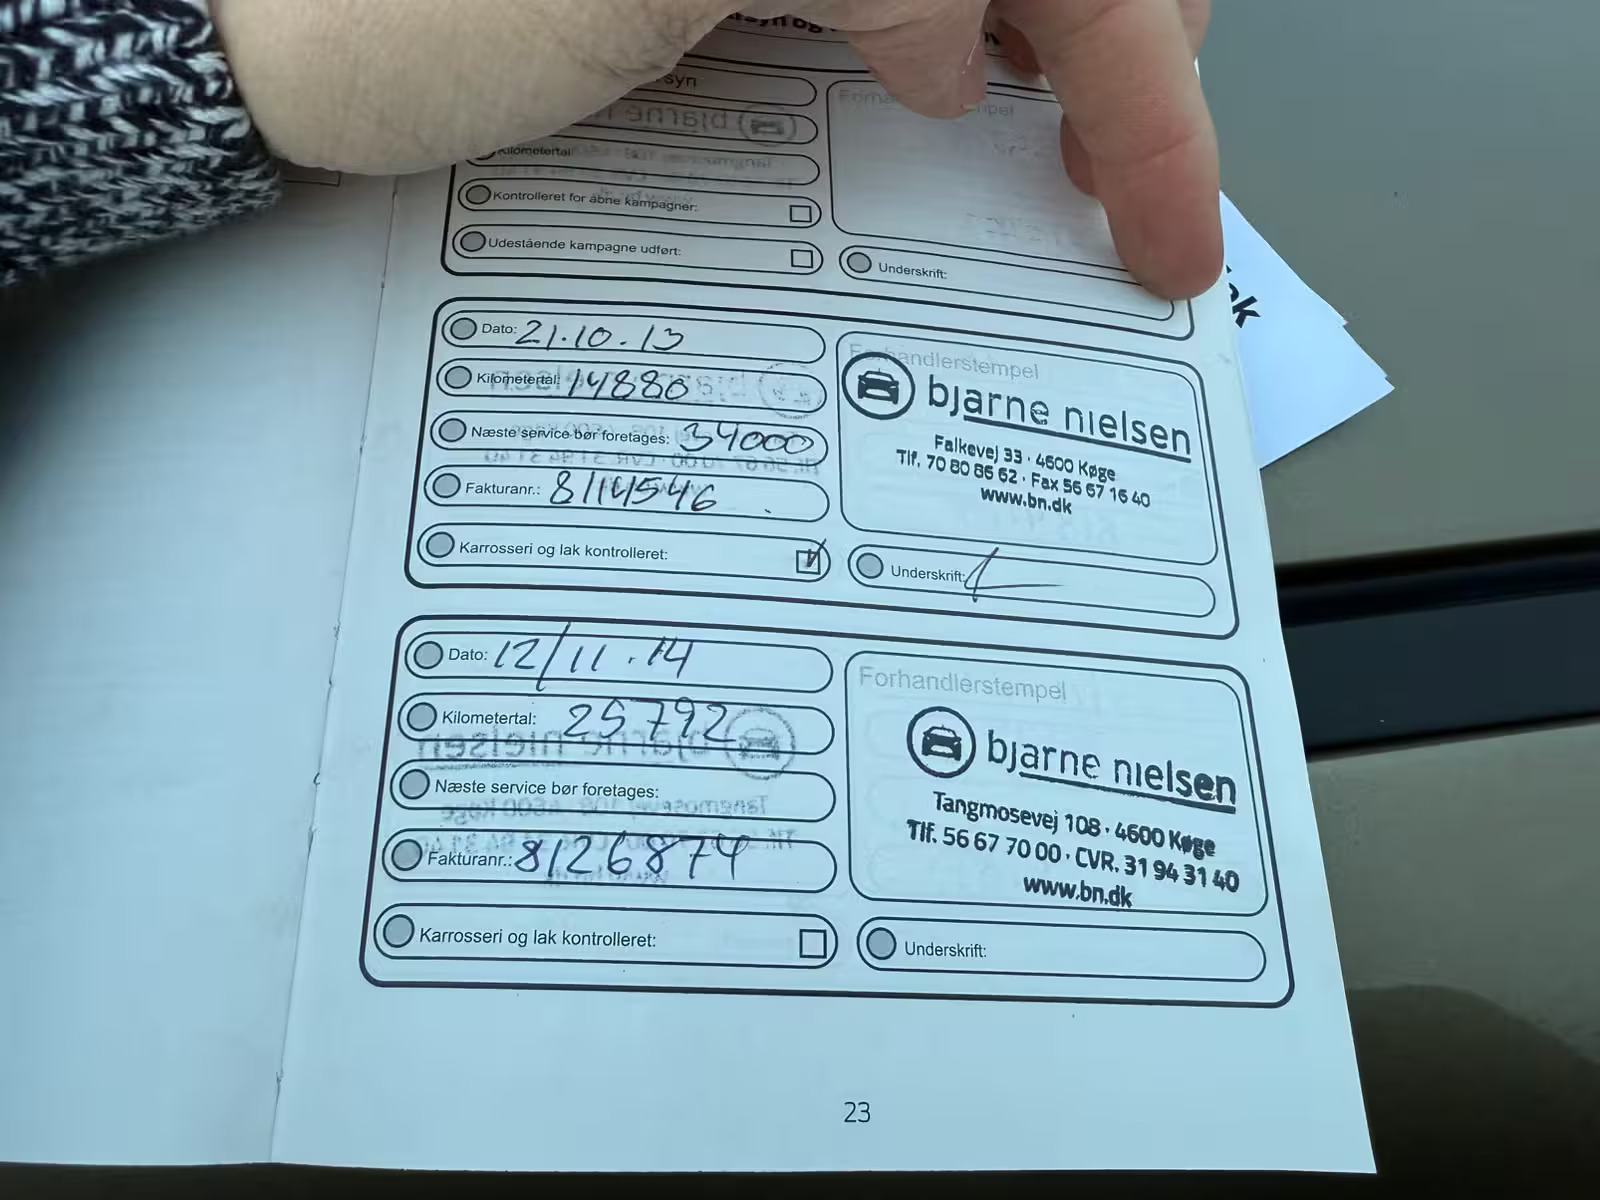 syn
Forhandlerstempel
Kilometertal:
Kontrolleret for åbne kampagner:
Udestående kampagne udført:
Underskrift:
Dato: 21.10.13
Kilometertal: 14880
Næste service bør foretages: 34000
Fakturanr.: 8114546
Karrosseri og lak kontrolleret:
Forhandlerstempel
bjarne nielsen
Falkevej 33 · 4600 Køge
Tlf. 70 80 86 62 · Fax 56 67 16 40
www.bn.dk
Underskrift:
Dato: 12/11.14
Kilometertal: 25792
Næste service bør foretages:
Fakturanr.: 8126874
Karrosseri og lak kontrolleret:
Forhandlerstempel
bjarne nielsen
Tangmosevej 108 · 4600 Køge
Tlf. 56 67 70 00 · CVR. 31 94 31 40
www.bn.dk
Underskrift:
23